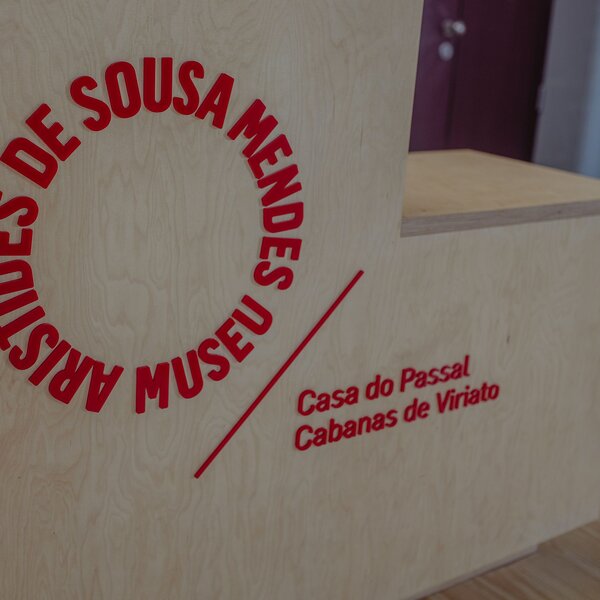 MUSEU ARISTIDES DE SOUSA MENDES
Casa do Passal
Cabanas de Viriato